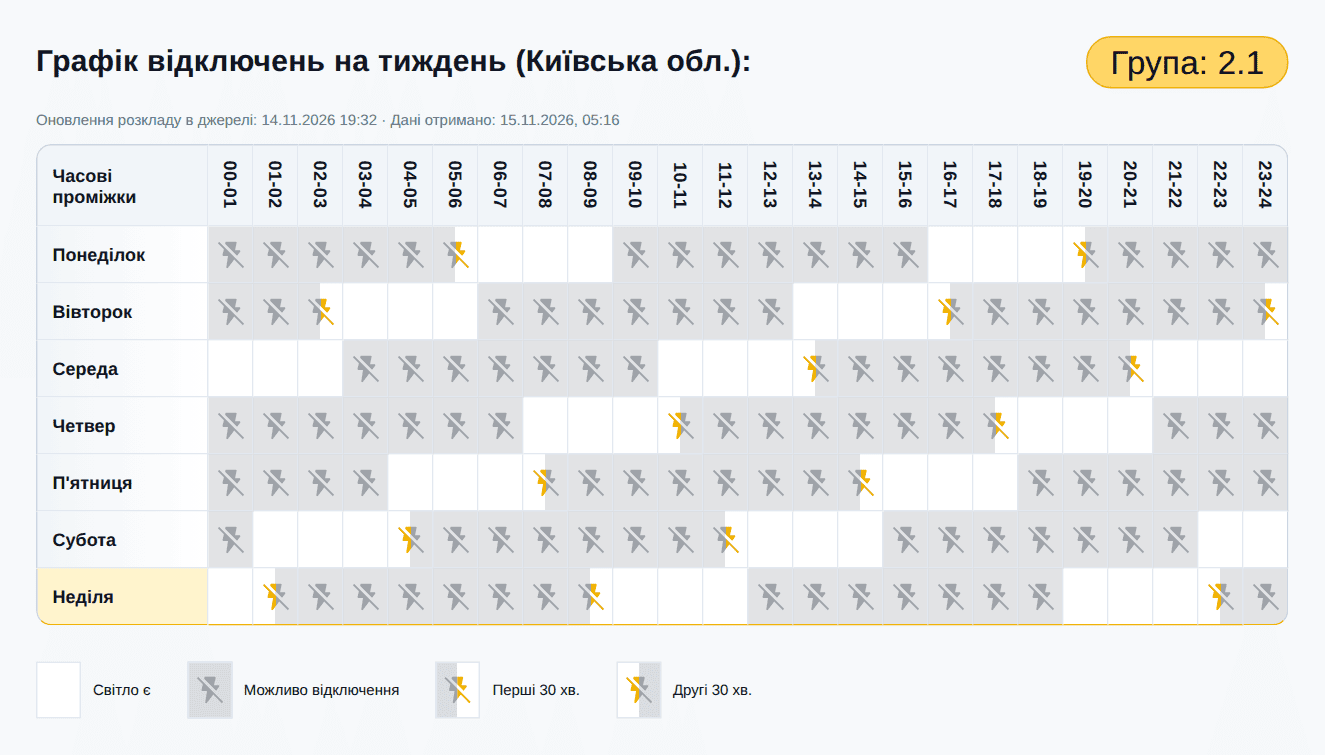 Графік відключень на тиждень (Київська обл.):
Група: 2.1
Оновлення розкладу в джерелі: 14.11.2026 19:32 · Дані отримано: 15.11.2026, 05:16
Часові
проміжки
00-01
01-02
02-03
03-04
04-05
05-06
06-07
07-08
08-09
09-10
10-11
11-12
12-13
13-14
14-15
15-16
16-17
17-18
18-19
19-20
20-21
21-22
22-23
23-24
Понеділок
Вівторок
Середа
Четвер
П'ятниця
Субота
Неділя
Світло є
Можливо відключення
Перші 30 хв.
Другі 30 хв.